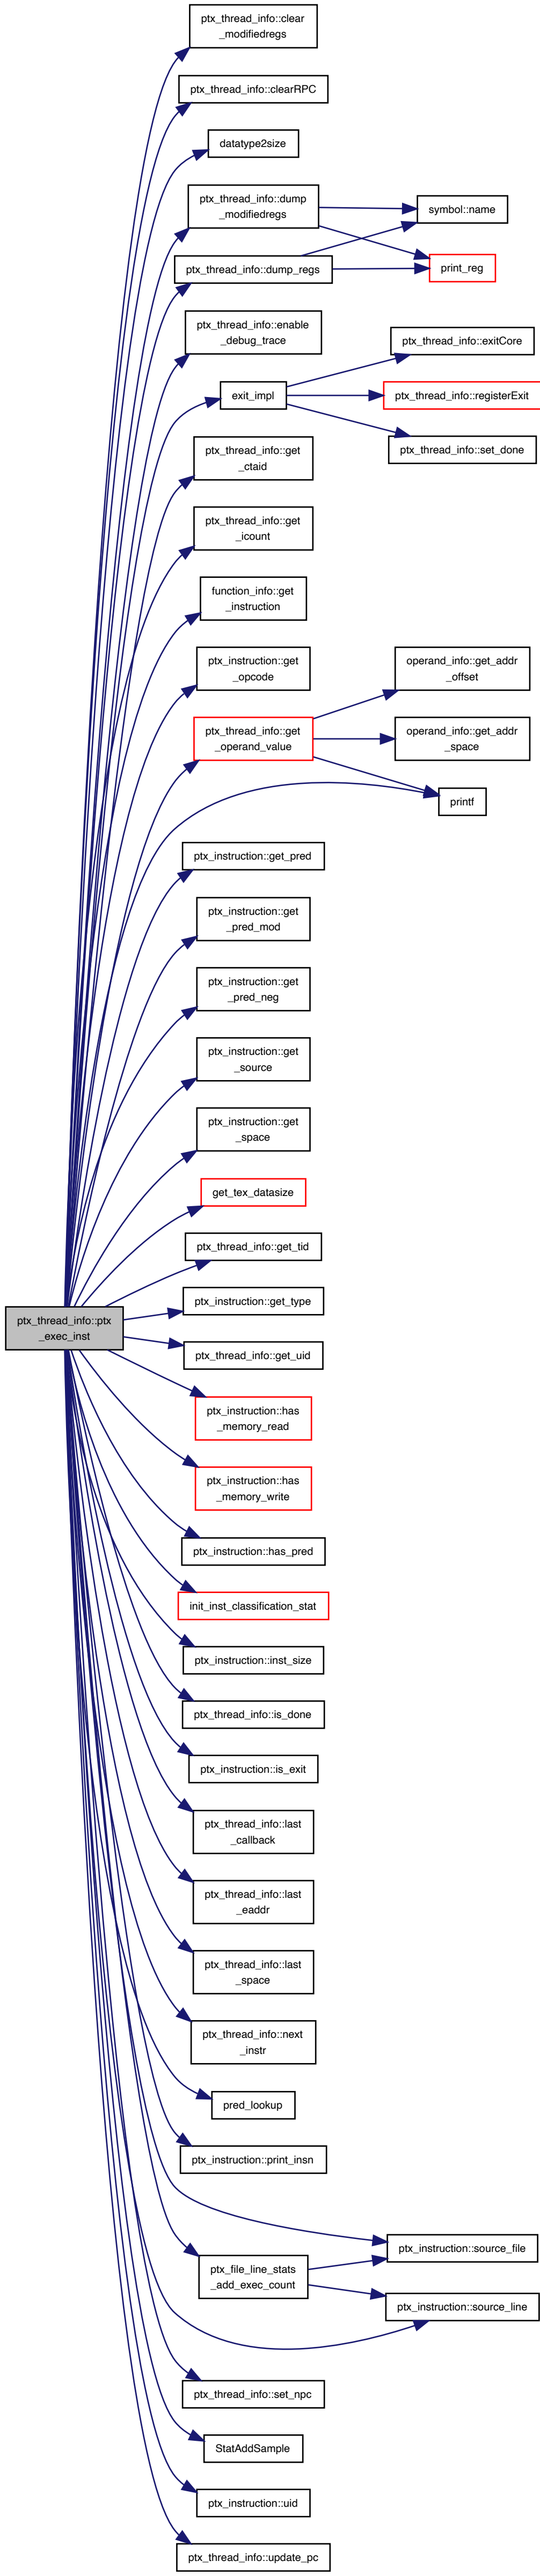 ptx_thread_info::clear
_modifiedregs
ptx_thread_info::clearRPC
datatype2size
ptx_thread_info::dump
_modifiedregs
symbol::name
ptx_thread_info::dump_regs
print_reg
ptx_thread_info::enable
_debug_trace
ptx_thread_info::exitCore
exit_impl
ptx_thread_info::registerExit
ptx_thread_info::set_done
ptx_thread_info::get
_ctaid
ptx_thread_info::get
_icount
function_info::get
_instruction
ptx_instruction::get
_opcode
operand_info::get_addr
_offset
ptx_thread_info::get
_operand_value
operand_info::get_addr
_space
printf
ptx_instruction::get_pred
ptx_instruction::get
_pred_mod
ptx_instruction::get
_pred_neg
ptx_instruction::get
_source
ptx_instruction::get
_space
get_tex_datasize
ptx_thread_info::get_tid
ptx_instruction::get_type
ptx_thread_info::ptx
_exec_inst
ptx_thread_info::get_uid
ptx_instruction::has
_memory_read
ptx_instruction::has
_memory_write
ptx_instruction::has_pred
init_inst_classification_stat
ptx_instruction::inst_size
ptx_thread_info::is_done
ptx_instruction::is_exit
ptx_thread_info::last
_callback
ptx_thread_info::last
_eaddr
ptx_thread_info::last
_space
ptx_thread_info::next
_instr
pred_lookup
ptx_instruction::print_insn
ptx_instruction::source_file
ptx_file_line_stats
_add_exec_count
ptx_instruction::source_line
ptx_thread_info::set_npc
StatAddSample
ptx_instruction::uid
ptx_thread_info::update_pc